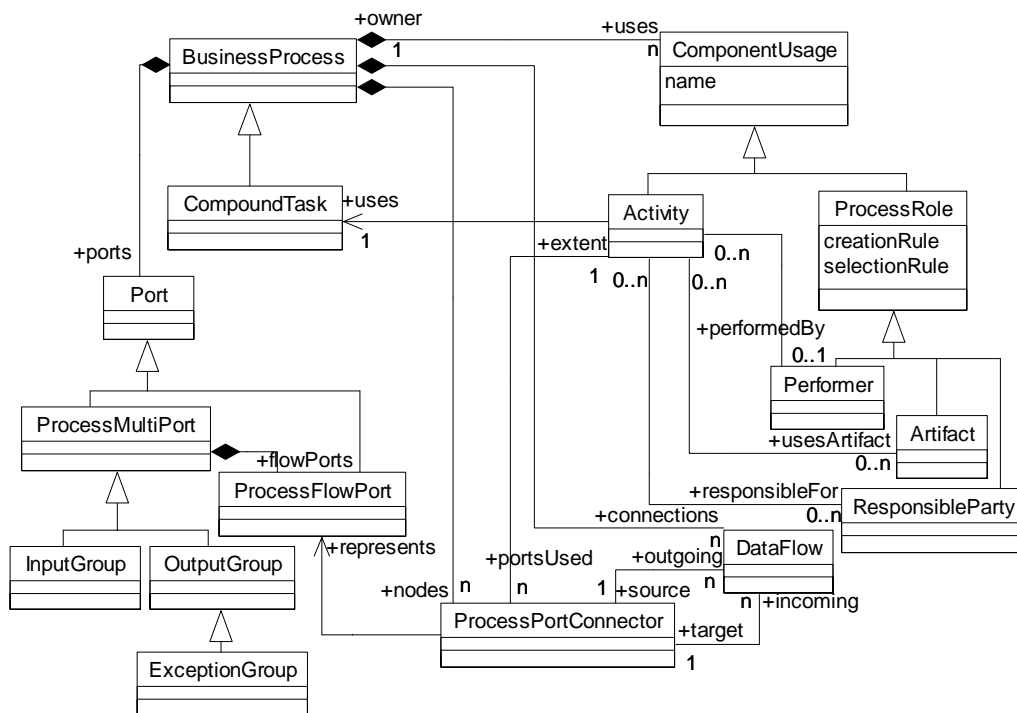 +owner
1
+uses
n
BusinessProcess
ComponentUsage
name
CompoundTask
+uses
1
Activity
ProcessRole
creationRule
selectionRule
+ports
+extent
1
0..n
0..n
0..n
Port
+performedBy
0..1
Performer
ProcessMultiPort
+usesArtifact
0..n
Artifact
+flowPorts
ProcessFlowPort
+responsibleFor
0..n
ResponsibleParty
+connections
n
+represents
InputGroup
OutputGroup
+portsUsed
n
+outgoing
n
DataFlow
+nodes
n
1
+source
n
+incoming
ProcessPortConnector
+target
1
ExceptionGroup